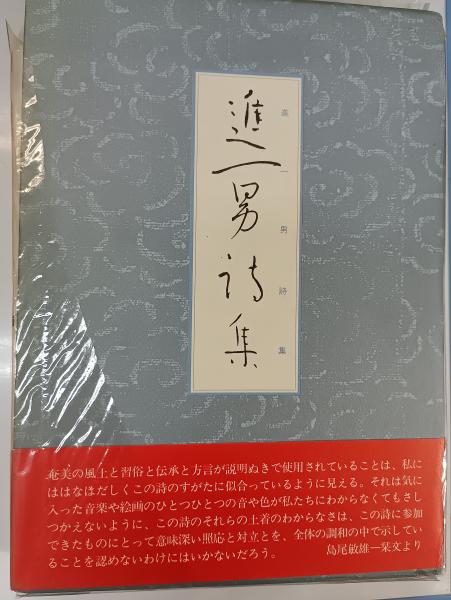 進一男詩集
進一男詩集
奄美の風土と習俗と伝承と方言が説明ぬきで使用されていることは、私に
はなはだしくこの詩のすがたに似合っているように見える。それは気に
入った音楽や絵画のひとつひとつの音や色が私たちにわからなくてもさし
つかえないように、この詩のそれらの土着のわからなさは、この詩に参加
できたものにとって意味深い照応と対立とを、全体の調和の中で示してい
ることを認めないわけにはいかないだろう。
島尾敏雄—栞文より